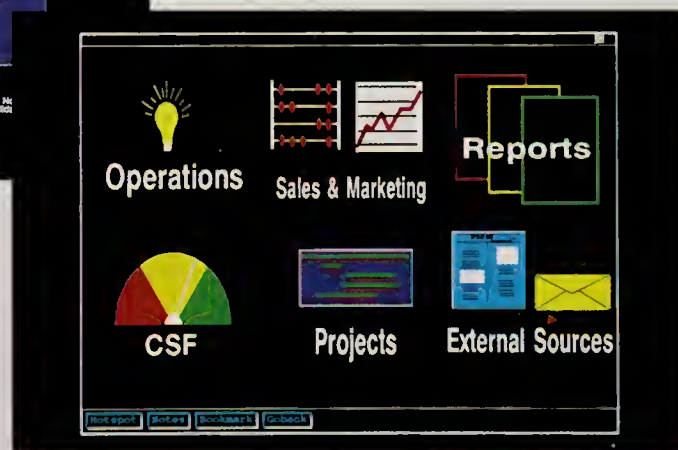 Operations
Sales & Marketing
Reports
CSF
Projects
External Sources
Hotspot Notes Bookmark Goback